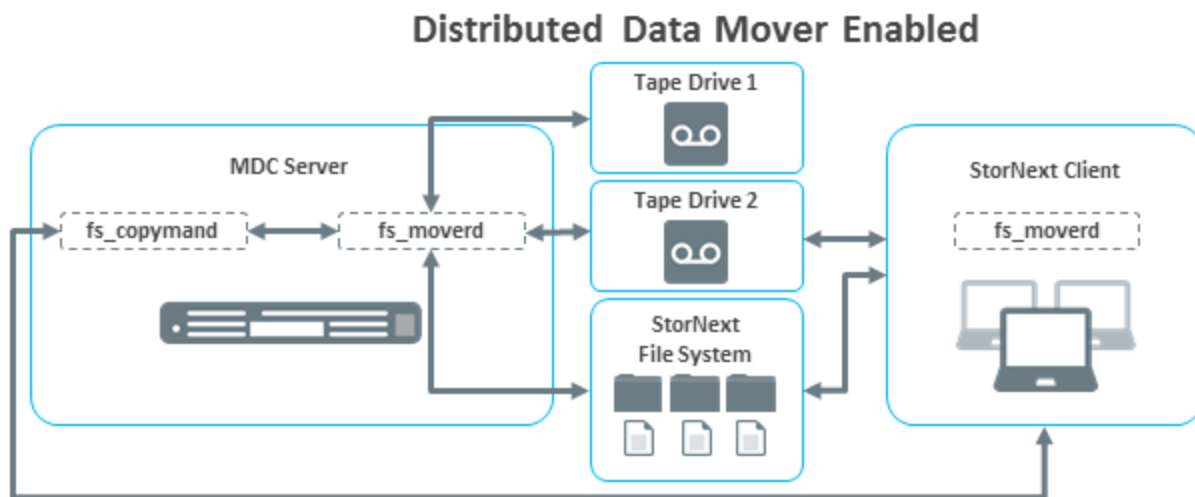 Distributed Data Mover Enabled
Tape Drive 1
MDC Server
fs_copymand
fs_moverd
Tape Drive 2
StorNext
File System
StorNext Client
fs_moverd